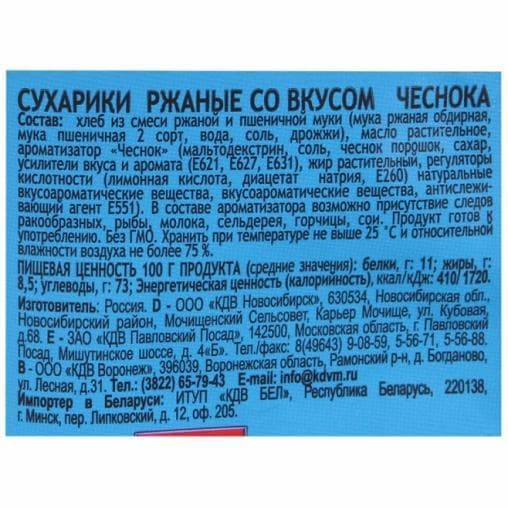 СУХАРИКИ РЖАНЫЕ СО ВКУСОМ ЧЕСНОКА
Состав: хлеб из смеси ржаной и пшеничной муки (мука ржаная обдирная,
мука пшеничная 2 сорт, вода, соль, дрожжи), масло растительное,
ароматизатор «Чеснок» (мальтодекстрин, соль, чеснок порошок, сахар,
усилители вкуса и аромата (Е621, Е627, Е631), жир растительный, регуляторы
кислотности (лимонная кислота, диацетат натрия, Е260) натуральные
вкусоароматические вещества, вкусоароматические вещества, антислежи-
вающий агент Е551). В составе ароматизатора возможно присутствие следов
ракообразных, рыбы, молока, сельдерея, горчицы, сои. Продукт готов к
употреблению. Без ГМО. Хранить при температуре не выше 25 °С и относительной
влажности воздуха не более 75 %.
ПИЩЕВАЯ ЦЕННОСТЬ 100 Г ПРОДУКТА (средние значения): белки, г: 11; жиры, г:
8,5; углеводы, г: 73; Энергетическая ценность (калорийность), ккал/кДж: 410/ 1720.
Изготовитель: Россия. D - ООО «КДВ Новосибирск», 630534, Новосибирская обл.,
Новосибирский район, Мочищенский Сельсовет, Карьер Мочище, ул. Кубовая,
д.68. Е - ЗАО «КДВ Павловский Посад», 142500, Московская область, г. Павловский
Посад, Мишутинское шоссе, д. 4«Б». Тел./факс: 8(49643) 9-08-59, 5-56-71, 5-56-88.
В - ООО «КДВ Воронеж», 396039, Воронежская область, Рамонский р-н, д. Богданово,
ул. Лесная, д.31. Тел.: (3822) 65-79-43 E-mail: info@kdvm.ru
Импортер в Беларуси: ИТУП «КДВ БЕЛ», Республика Беларусь, 220138,
г. Минск, пер. Липковский, д. 12, оф. 205.